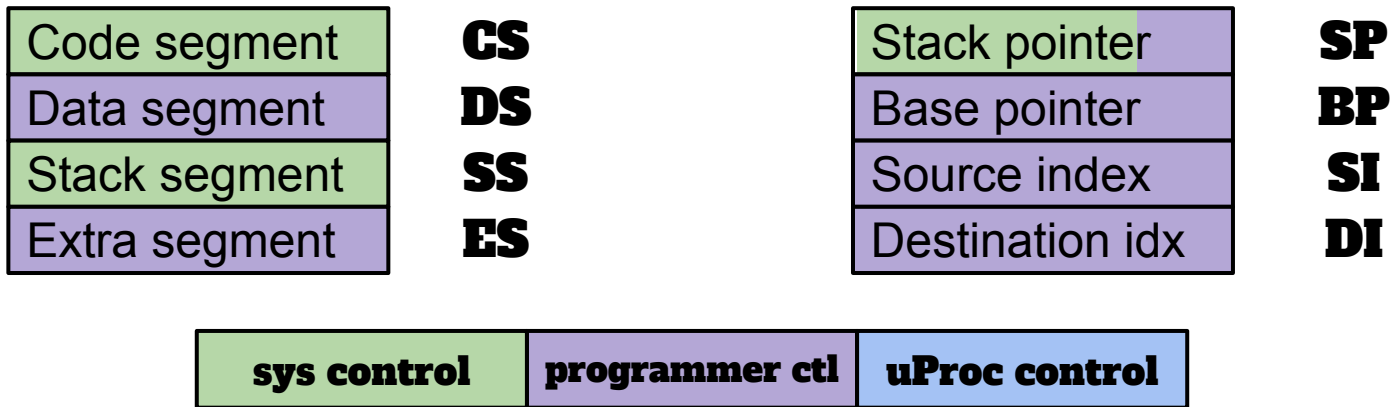 Code segment CS
Data segment DS
Stack segment SS
Extra segment ES
Stack pointer SP
Base pointer BP
Source index SI
Destination idx DI
sys control programmer ctl uProc control